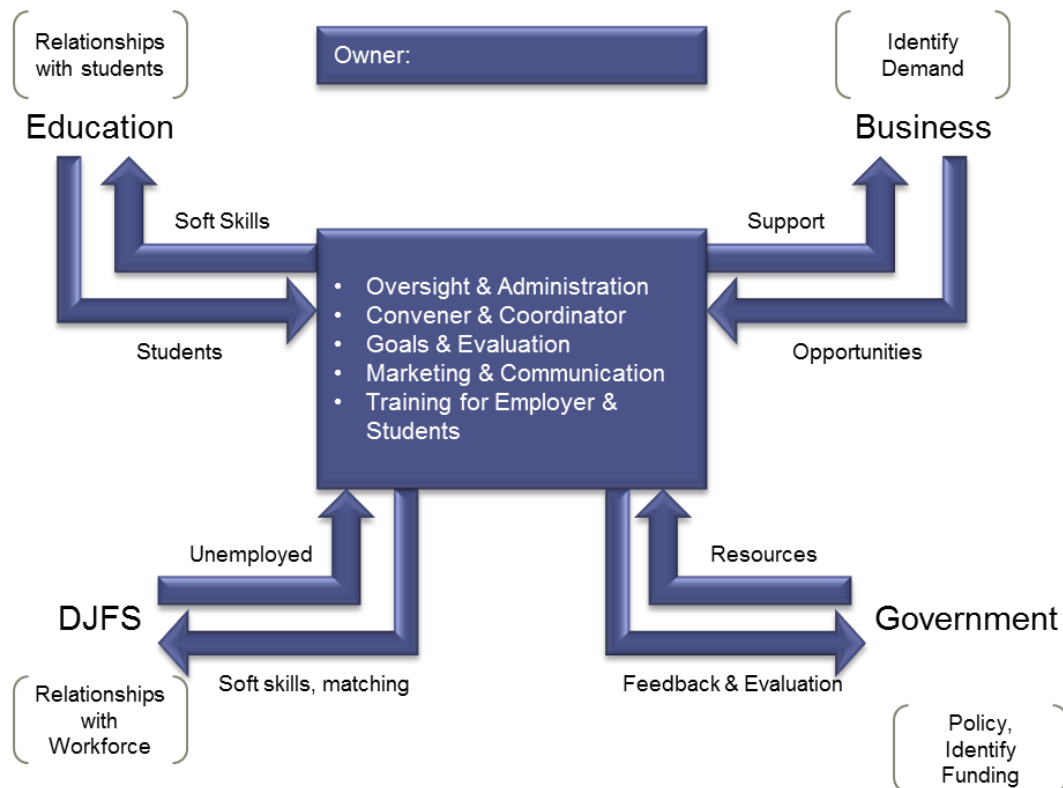 Relationships
with students
Owner:
Identify
Demand
Education
Business
Soft Skills
Support
• Oversight & Administration
• Convener & Coordinator
• Goals & Evaluation
• Marketing & Communication
• Training for Employer &
Students
Students
Opportunities
Unemployed
Resources
DJFS
Government
Soft skills, matching
Feedback & Evaluation
Relationships
with
Workforce
Policy,
Identify
Funding